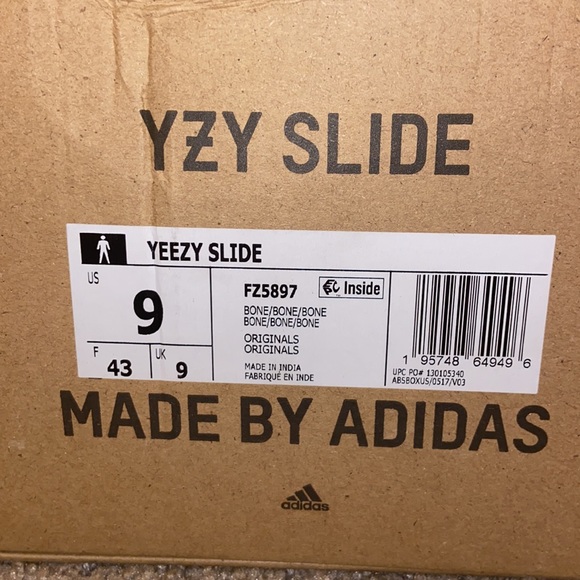 YZY SLIDE
YEEZY SLIDE
US
9
F
43
UK
9
FZ5897
Inside
BONE/BONE/BONE
BONE/BONE/BONE
ORIGINALS
ORIGINALS
MADE IN INDIA
FABRIQUÉ EN INDE
1 95748 64949 6
UPC PO# 130105340
ABSBOXUS/0517/V03
MADE BY ADIDAS
adidas